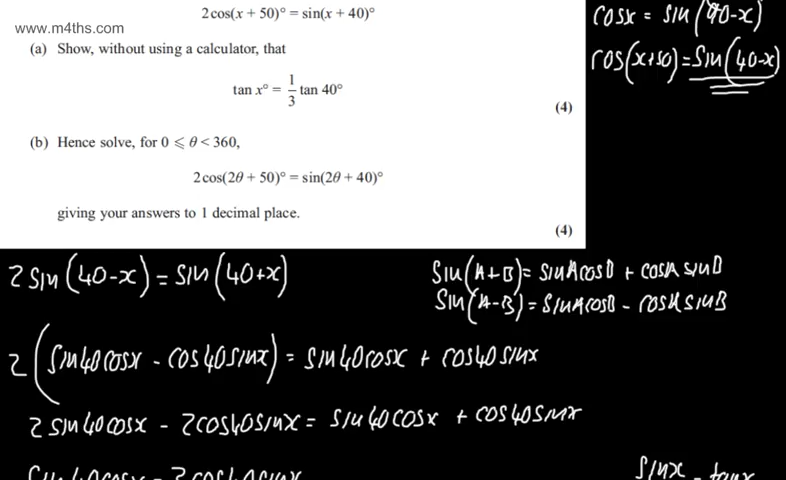 2cos(x + 50)° = sin(x + 40)°
www.m4ths.com
(a) Show, without using a calculator, that
tan x° = 1/3 tan 40°
(4)
(b) Hence solve, for 0 ⩽ θ < 360,
2cos(2θ + 50)° = sin(2θ + 40)°
giving your answers to 1 decimal place.
(4)
cosx = sin(90-x)
cos(x+50) = sin(40-x)
2sin(40-x) = sin(40+x)
sin(A+B) = sinAcosB + cosAsinB
sin(A-B) = sinAcosB - cosAsinB
2(sin40cosx - cos40sinx) = sin40cosx + cos40sinx
2sin40cosx - 2cos40sinx = sin40cosx + cos40sinx
sinx = tanx